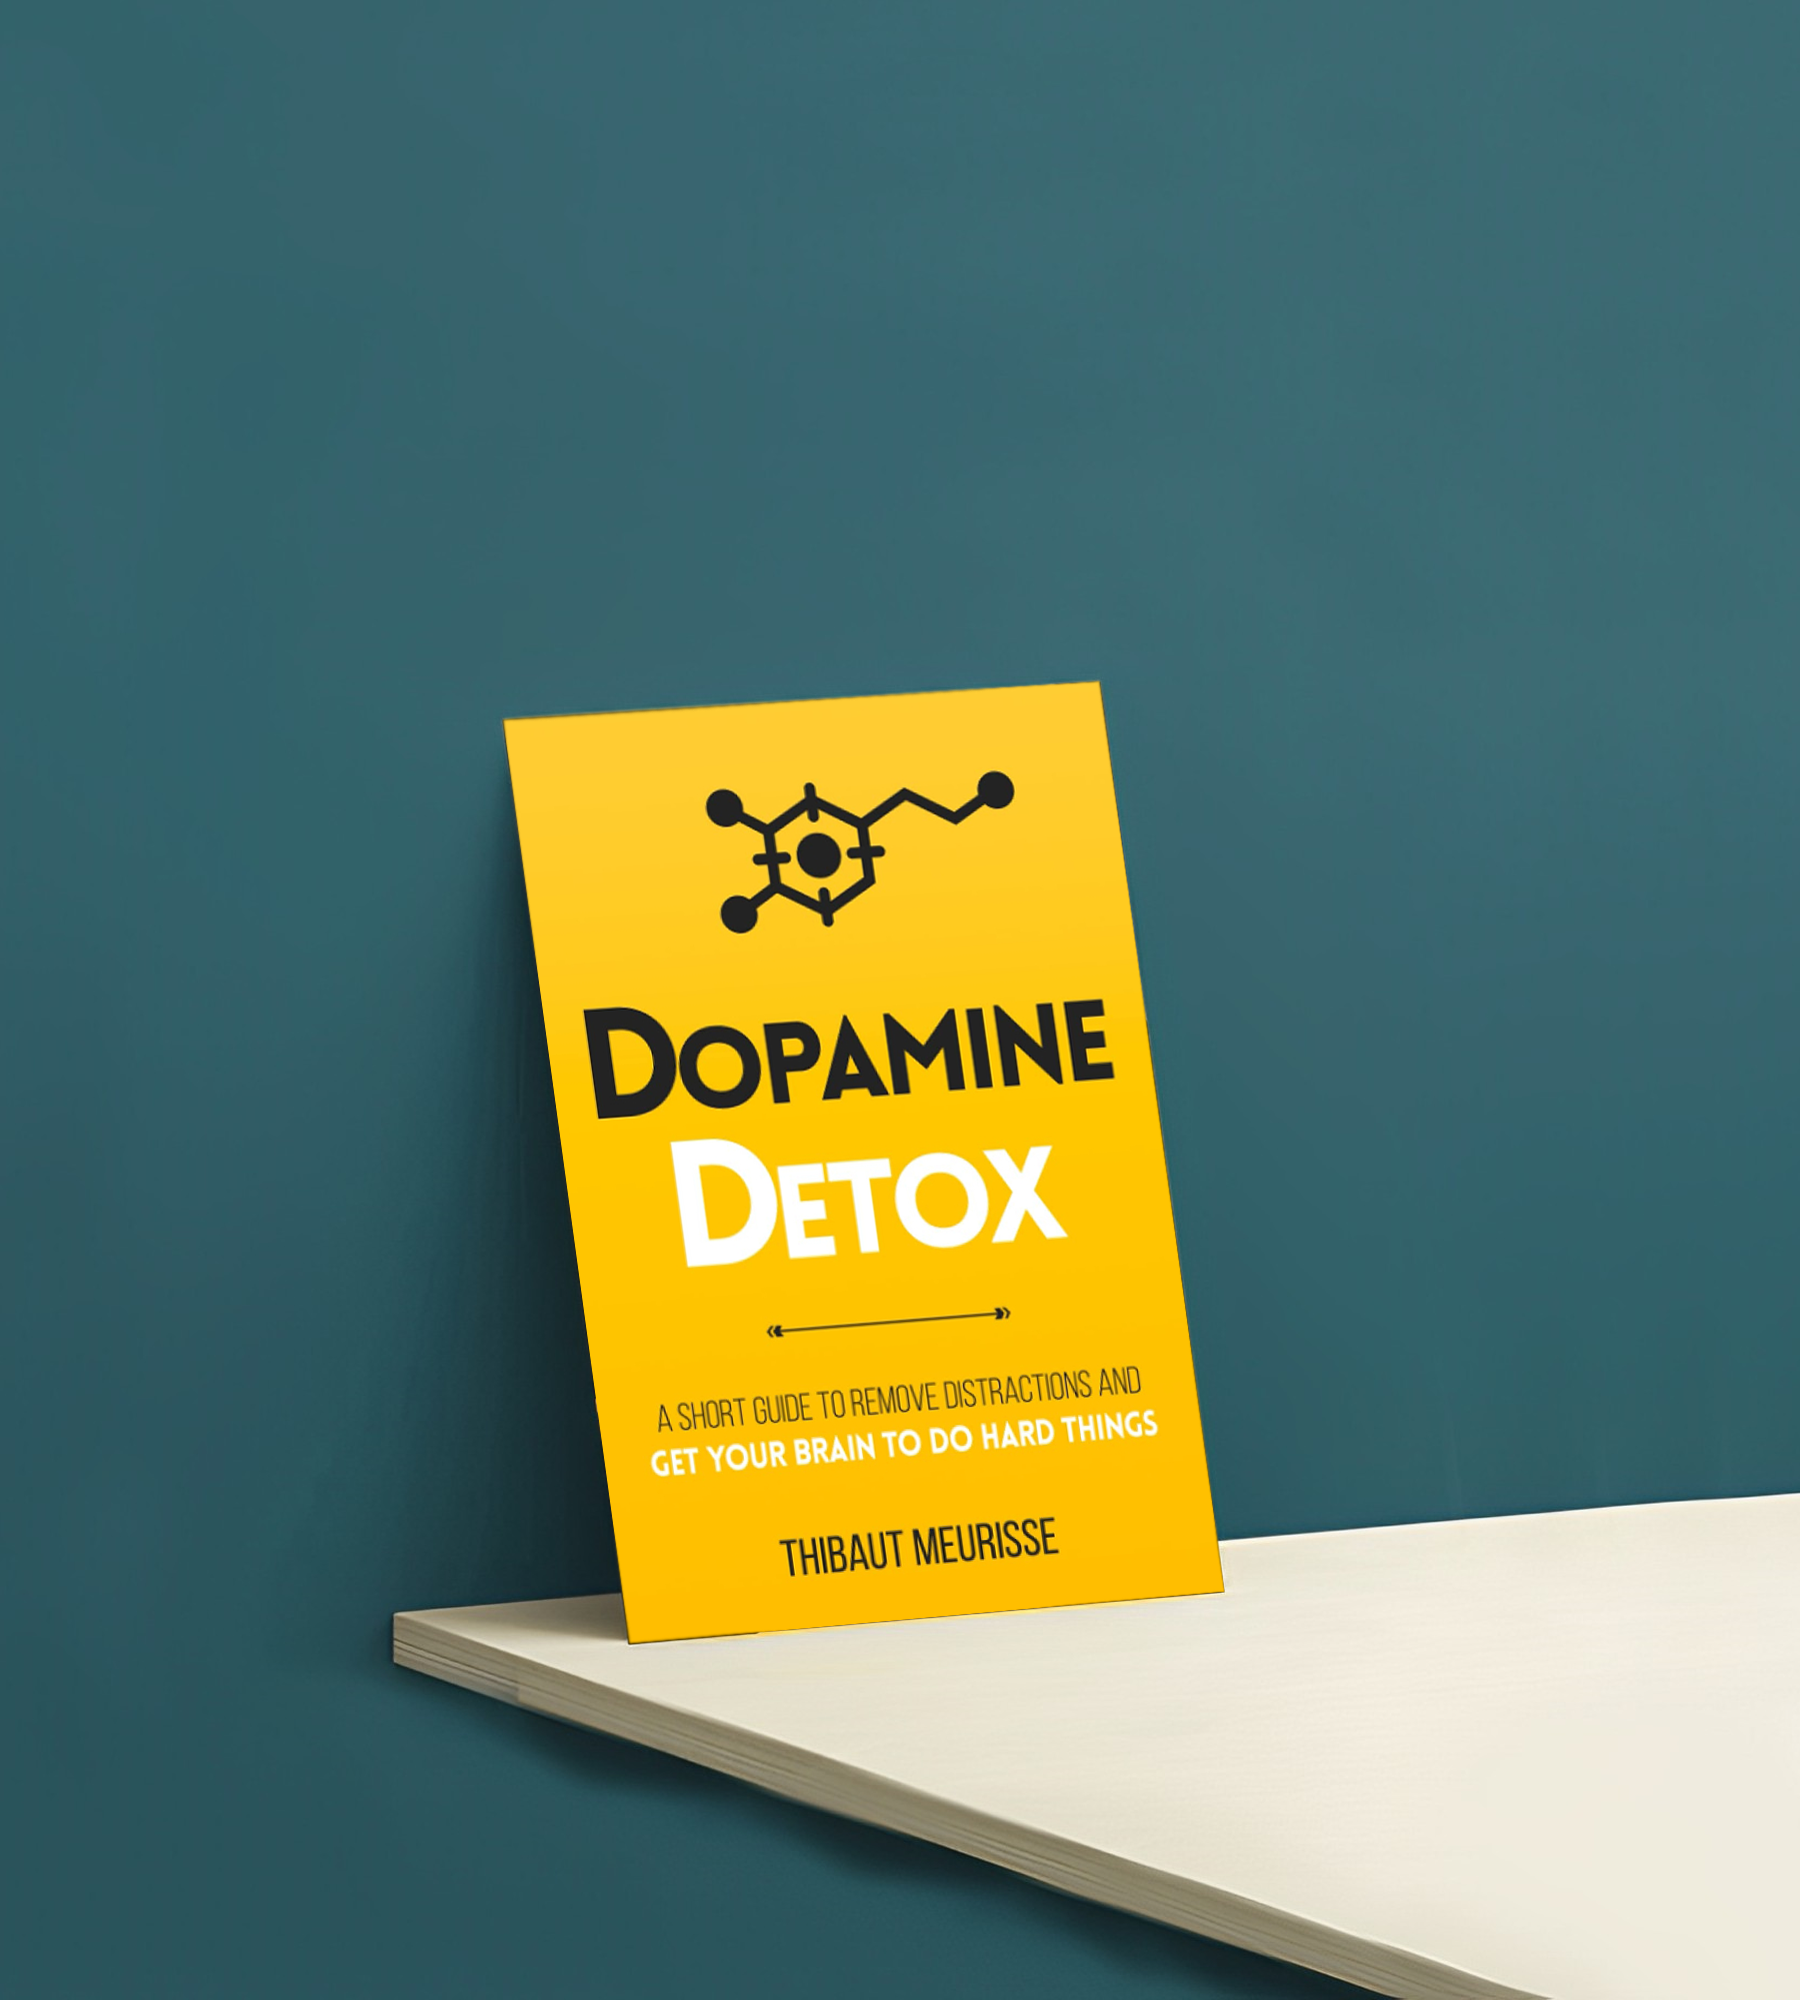 DOPAMINE
DETOX
A SHORT GUIDE TO REMOVE DISTRACTIONS AND
GET YOUR BRAIN TO DO HARD THINGS
THIBAUT MEURISSE